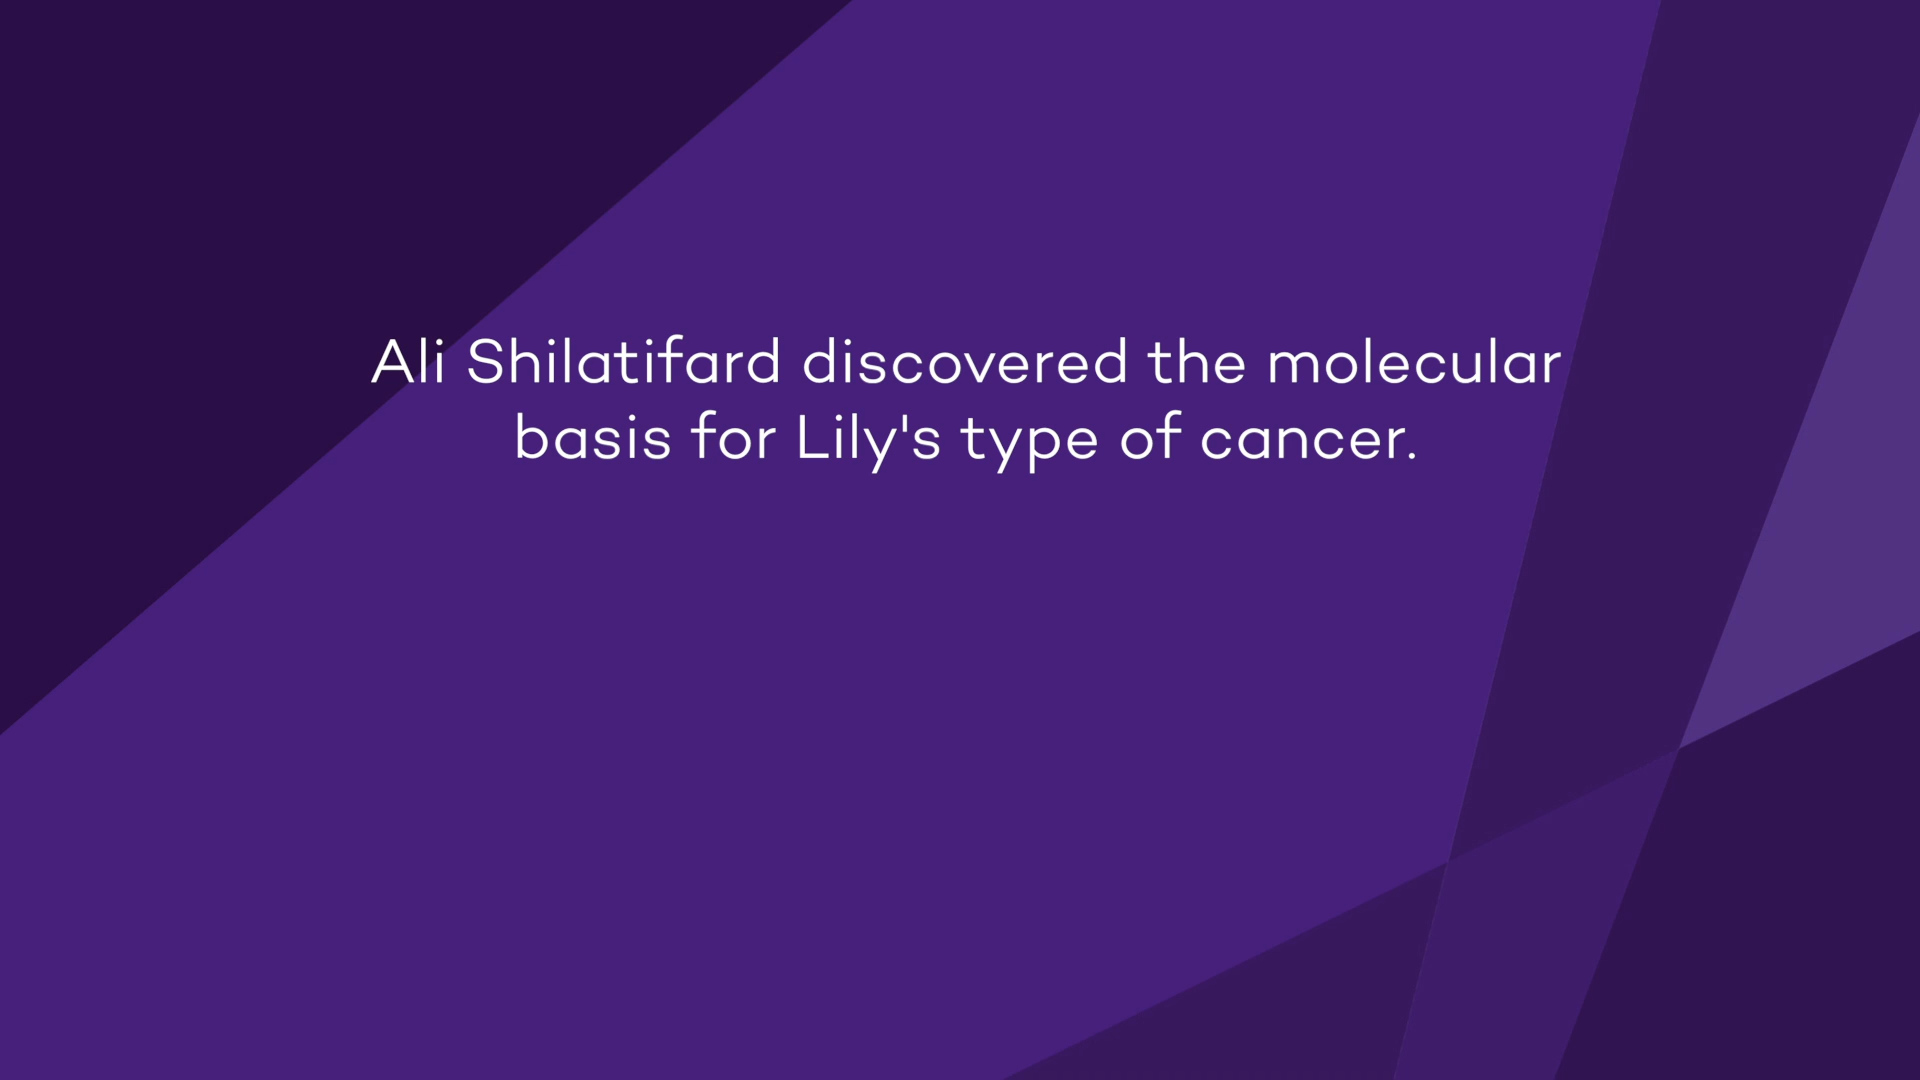 Ali Shilatifard discovered the molecular
basis for Lily's type of cancer.